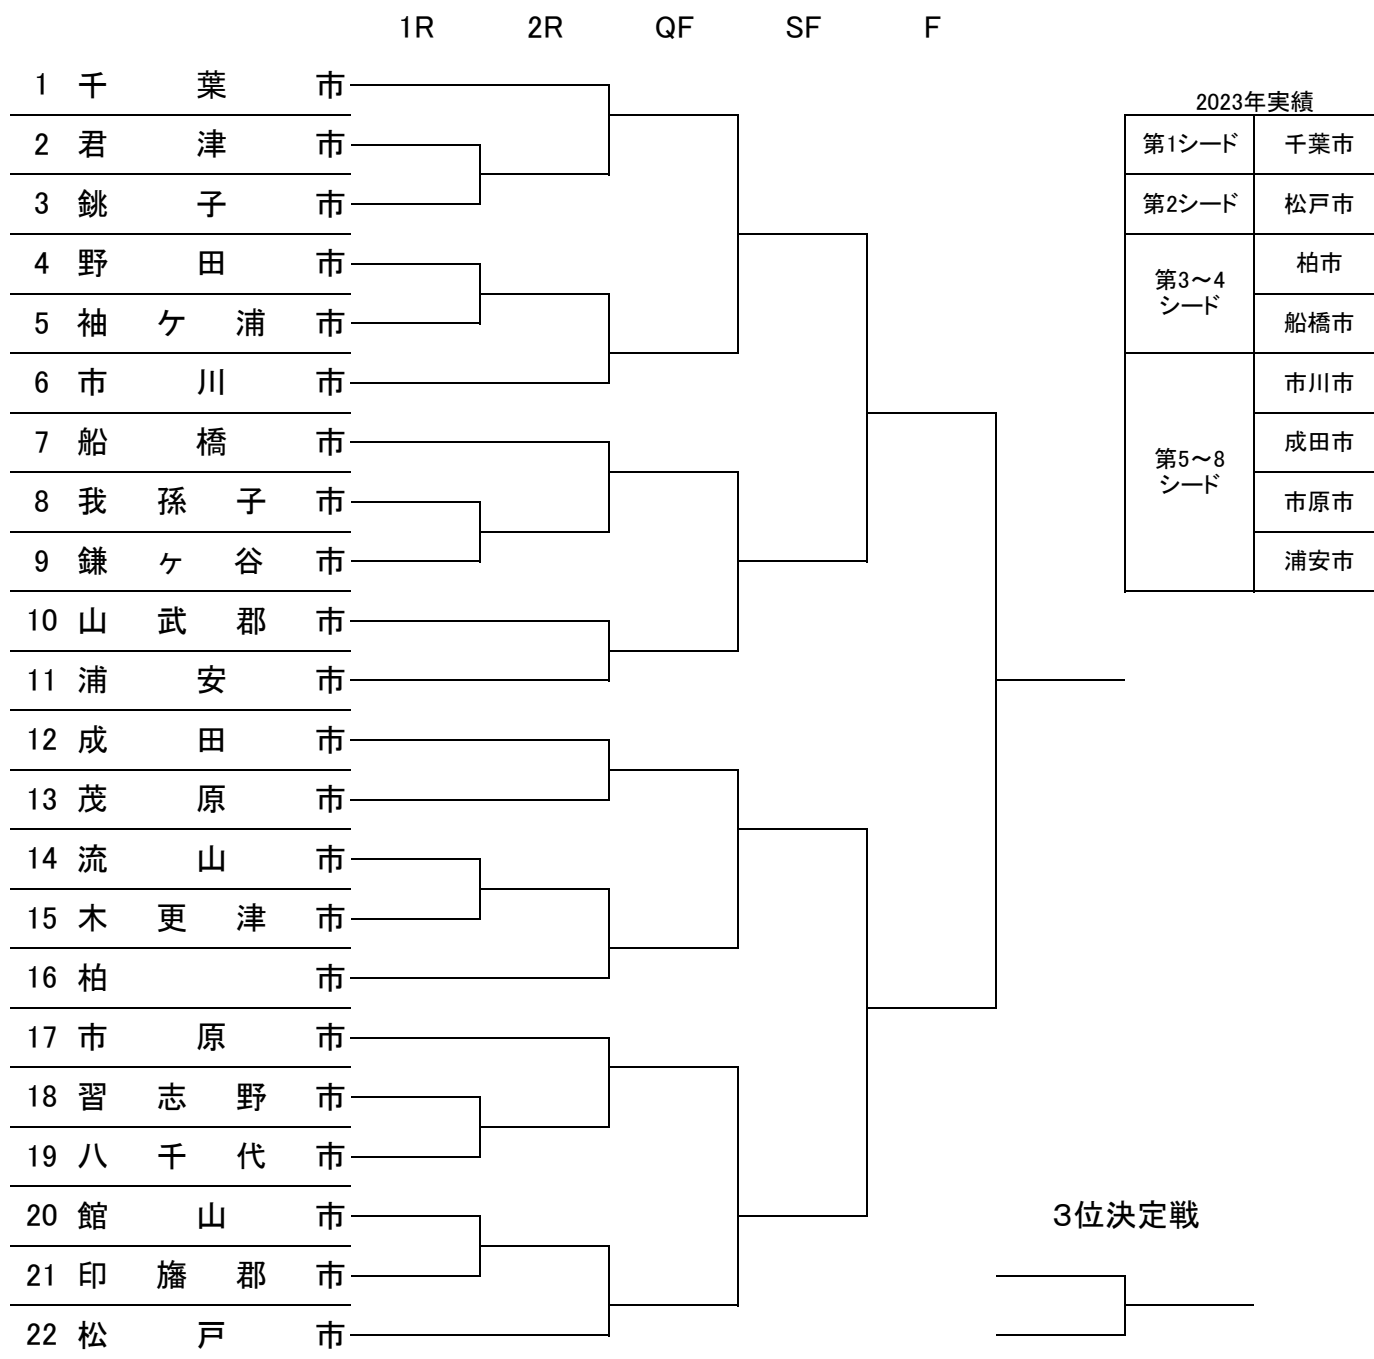 1R 2R QF SF F
1 千葉市
2 君津市
3 銚子市
4 野田市
5 袖ケ浦市
6 市川市
7 船橋市
8 我孫子市
9 鎌ヶ谷市
10 山武郡市
11 浦安市
12 成田市
13 茂原市
14 流山市
15 木更津市
16 柏市
17 市原市
18 習志野市
19 八千代市
20 館山市
21 印旛郡市
22 松戸市
2023年実績
第1シード 千葉市
第2シード 松戸市
第3～4
シード
柏市
船橋市
第5～8
シード
市川市
成田市
市原市
浦安市
3位決定戦